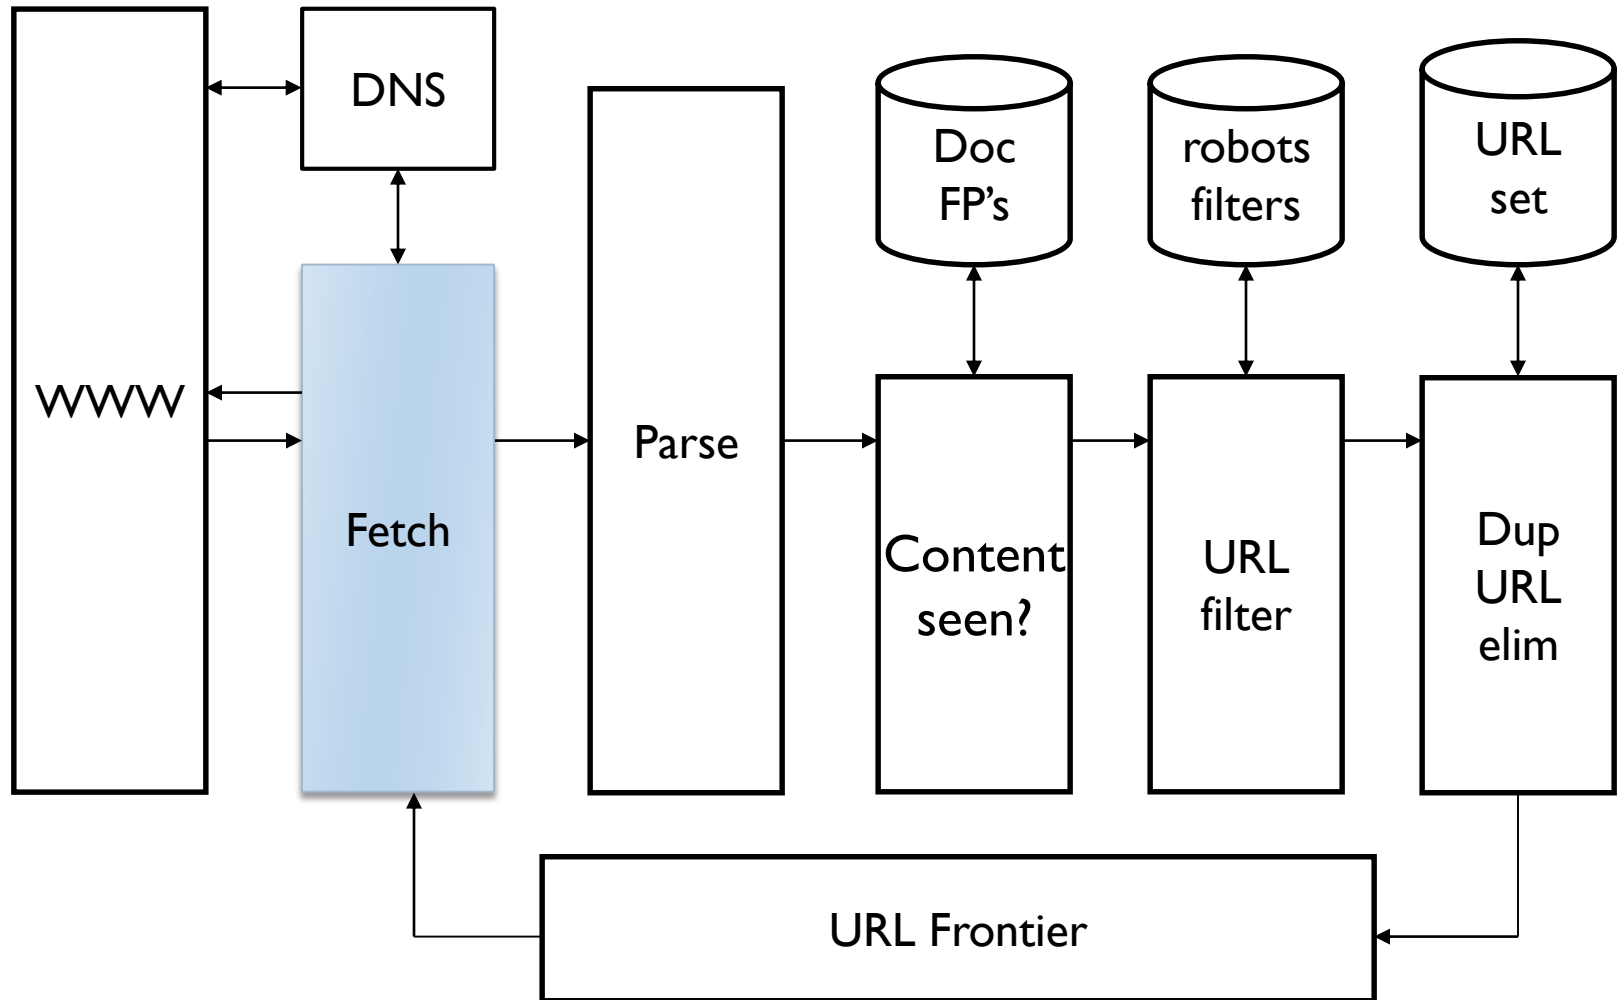 WWW
DNS
Fetch
Parse
Doc
FP's
Content
seen?
robots
filters
URL
filter
URL
set
Dup
URL
elim
URL Frontier